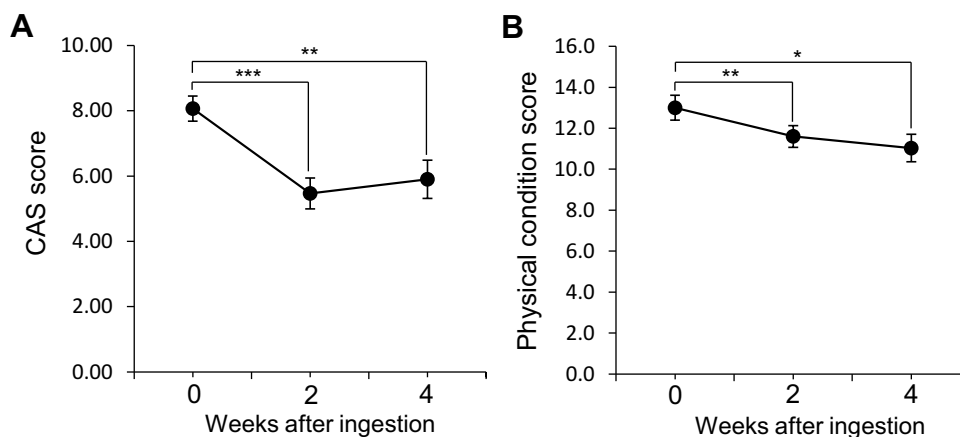 A
CAS score
10.00
8.00
6.00
4.00
2.00
0.00
**
***
0 2 4
Weeks after ingestion
B
Physical condition score
16.0
14.0
12.0
10.0
8.0
6.0
4.0
2.0
0.0
*
**
0 2 4
Weeks after ingestion